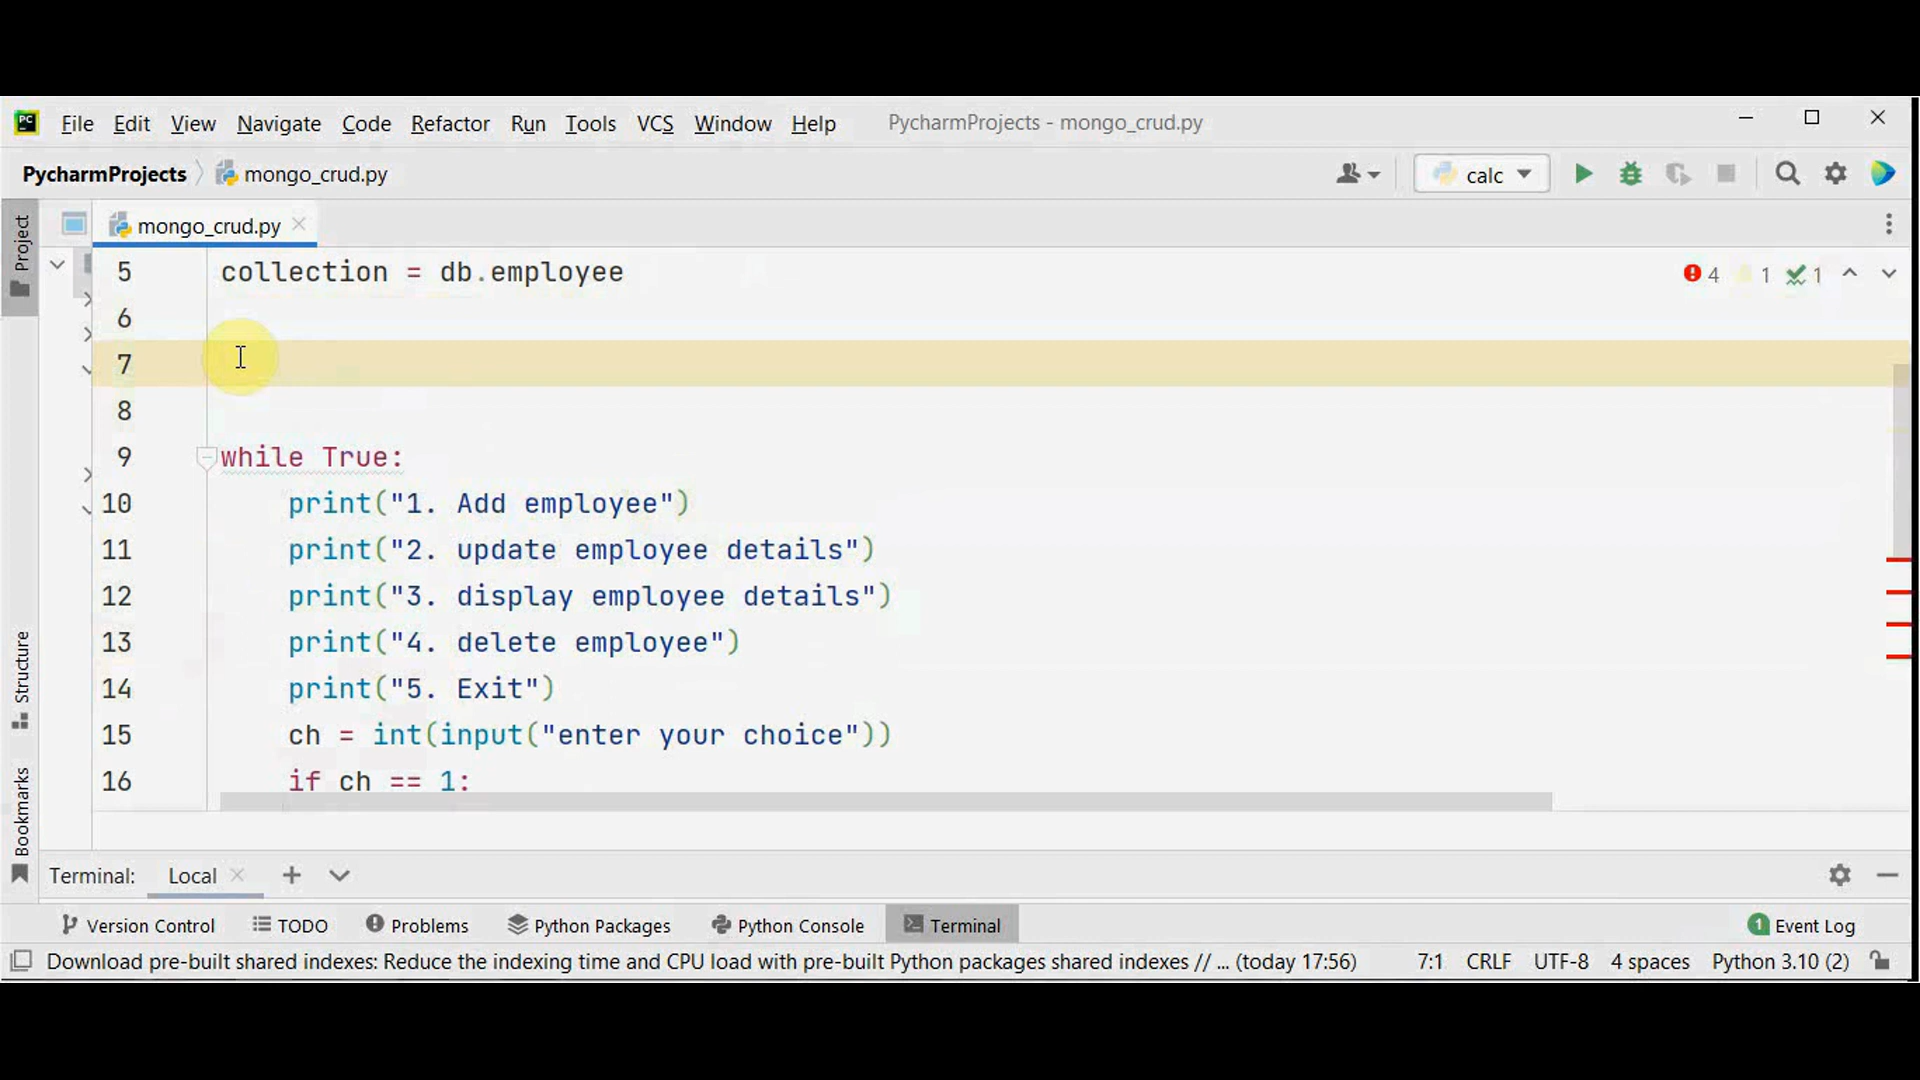 PC File Edit View Navigate Code Refactor Run Tools VCS Window Help PycharmProjects - mongo_crud.py
PycharmProjects mongo_crud.py calc
Project
mongo_crud.py
5 collection = db.employee
4 1 1
6
7
8
9 while True:
10 print("1. Add employee")
11 print("2. update employee details")
12 print("3. display employee details")
13 print("4. delete employee")
14 print("5. Exit")
15 ch = int(input("enter your choice"))
16 if ch == 1:
Structure
Bookmarks
Terminal: Local
Version Control TODO Problems Python Packages Python Console Terminal 1 Event Log
Download pre-built shared indexes: Reduce the indexing time and CPU load with pre-built Python packages shared indexes // ... (today 17:56) 7:1 CRLF UTF-8 4 spaces Python 3.10 (2)